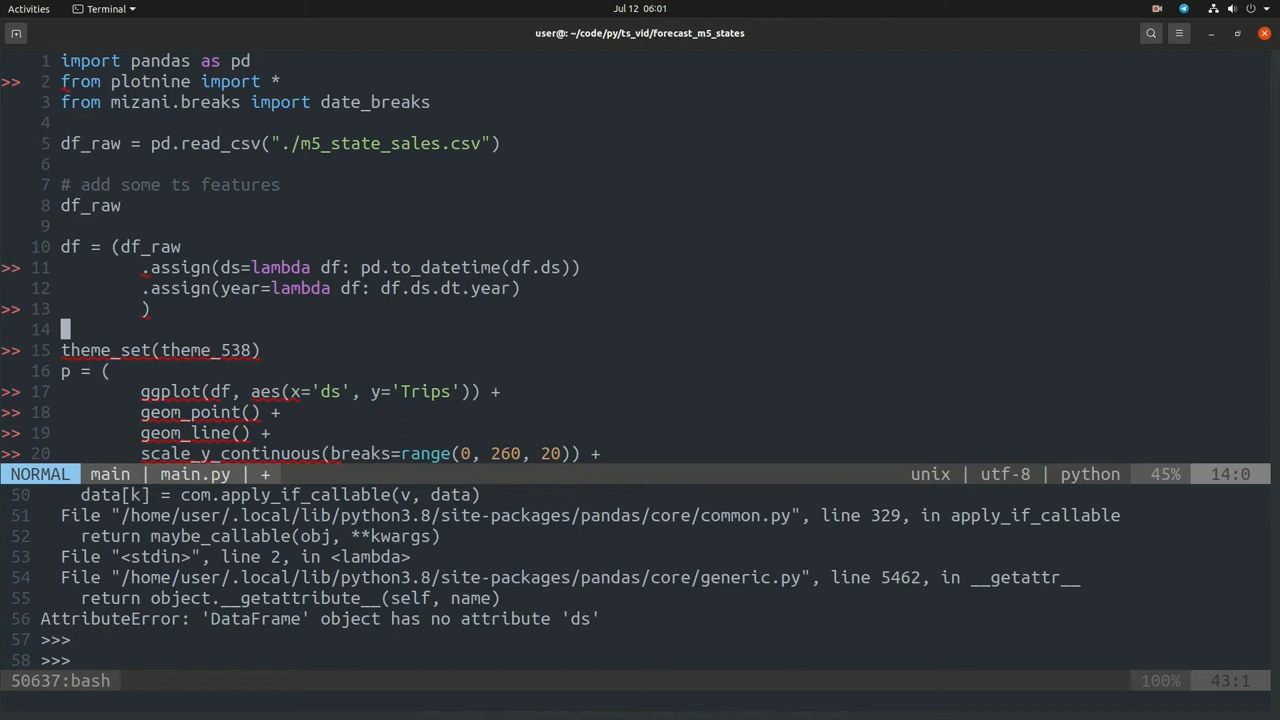 Activities Terminal Jul 12 06:01
user@: ~/code/py/ts_vid/forecast_m5_states
1 import pandas as pd
>> 2 from plotnine import *
3 from mizani.breaks import date_breaks
4
5 df_raw = pd.read_csv("./m5_state_sales.csv")
6
7 # add some ts features
8 df_raw
9
10 df = (df_raw
>> 11 .assign(ds=lambda df: pd.to_datetime(df.ds))
12 .assign(year=lambda df: df.ds.dt.year)
>> 13 )
14
>> 15 theme_set(theme_538)
16 p = (
>> 17 ggplot(df, aes(x='ds', y='Trips')) +
>> 18 geom_point() +
>> 19 geom_line() +
>> 20 scale_y_continuous(breaks=range(0, 260, 20)) +
NORMAL main | main.py | + unix | utf-8 | python 45% 14:0
50 data[k] = com.apply_if_callable(v, data)
51 File "/home/user/.local/lib/python3.8/site-packages/pandas/core/common.py", line 329, in apply_if_callable
52 return maybe_callable(obj, **kwargs)
53 File "<stdin>", line 2, in <lambda>
54 File "/home/user/.local/lib/python3.8/site-packages/pandas/core/generic.py", line 5462, in __getattr__
55 return object.__getattribute__(self, name)
56 AttributeError: 'DataFrame' object has no attribute 'ds'
57 >>>
58 >>>
50637:bash 100% 43:1